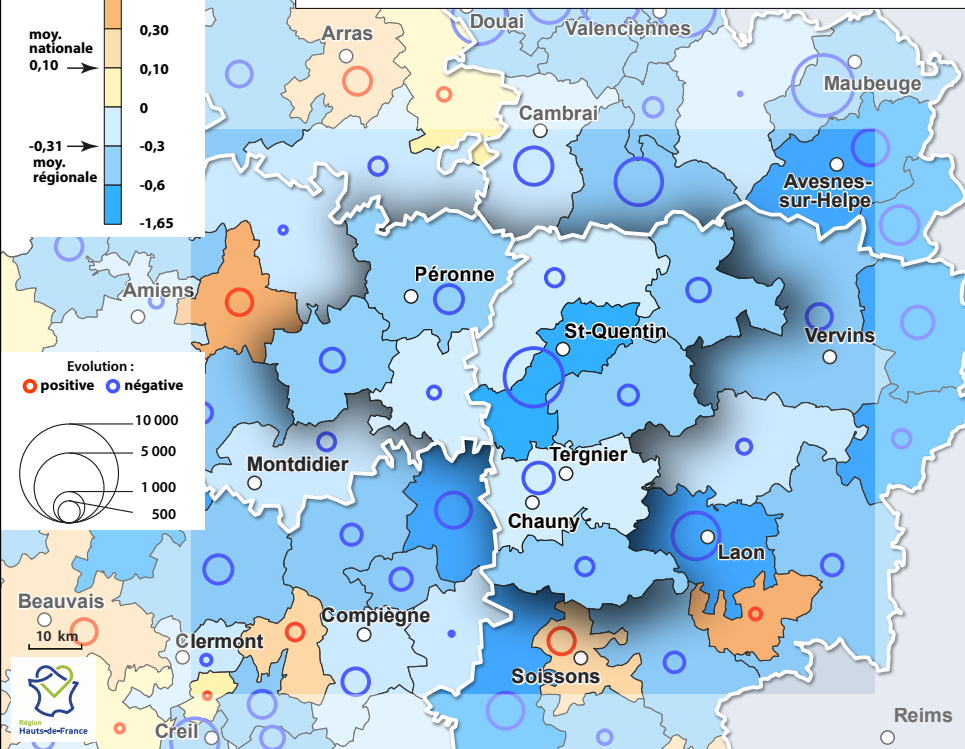 moy.
nationale
0,10
-0,31
moy.
régionale
0,30
0,10
0
-0,3
-0,6
-1,65
Evolution :
positive
négative
10 000
5 000
1 000
500
Arras
Douai
Valenciennes
Maubeuge
Cambrai
Avesnes-
sur-Helpe
Amiens
Péronne
St-Quentin
Vervins
Montdidier
Tergnier
Chauny
Laon
Beauvais
Clermont
Compiègne
Soissons
Creil
Reims
10 km
Région
Hauts-de-France